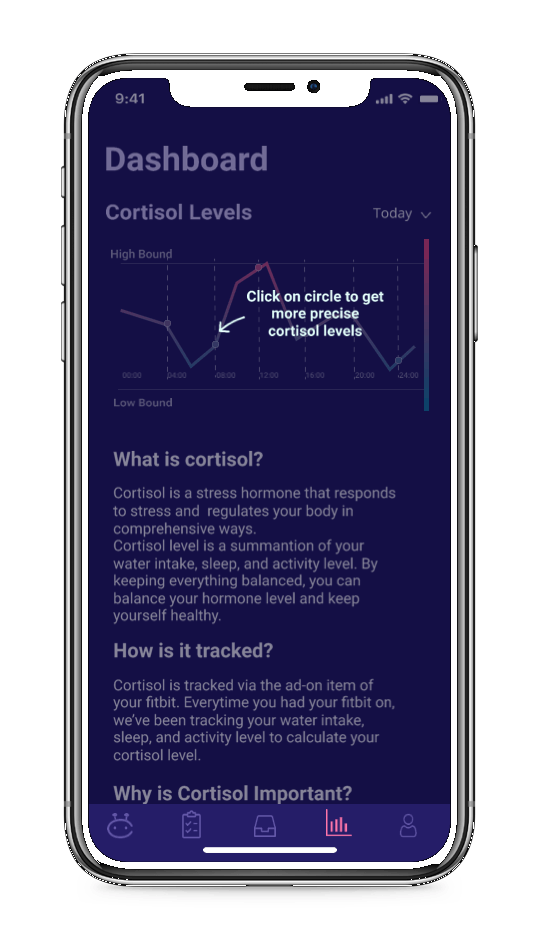 9:41
Dashboard
Cortisol Levels
Today
High Bound
Click on circle to get
more precise
cortisol levels
00:00 04:00 08:00 12:00 16:00 20:00 24:00
Low Bound
What is cortisol?
Cortisol is a stress hormone that responds
to stress and  regulates your body in
comprehensive ways.
Cortisol level is a summantion of your
water intake, sleep, and activity level. By
keeping everything balanced, you can
balance your hormone level and keep
yourself healthy.
How is it tracked?
Cortisol is tracked via the ad-on item of
your fitbit. Everytime you had your fitbit on,
we've been tracking your water intake,
sleep, and activity level to calculate your
cortisol level.
Why is Cortisol Important?